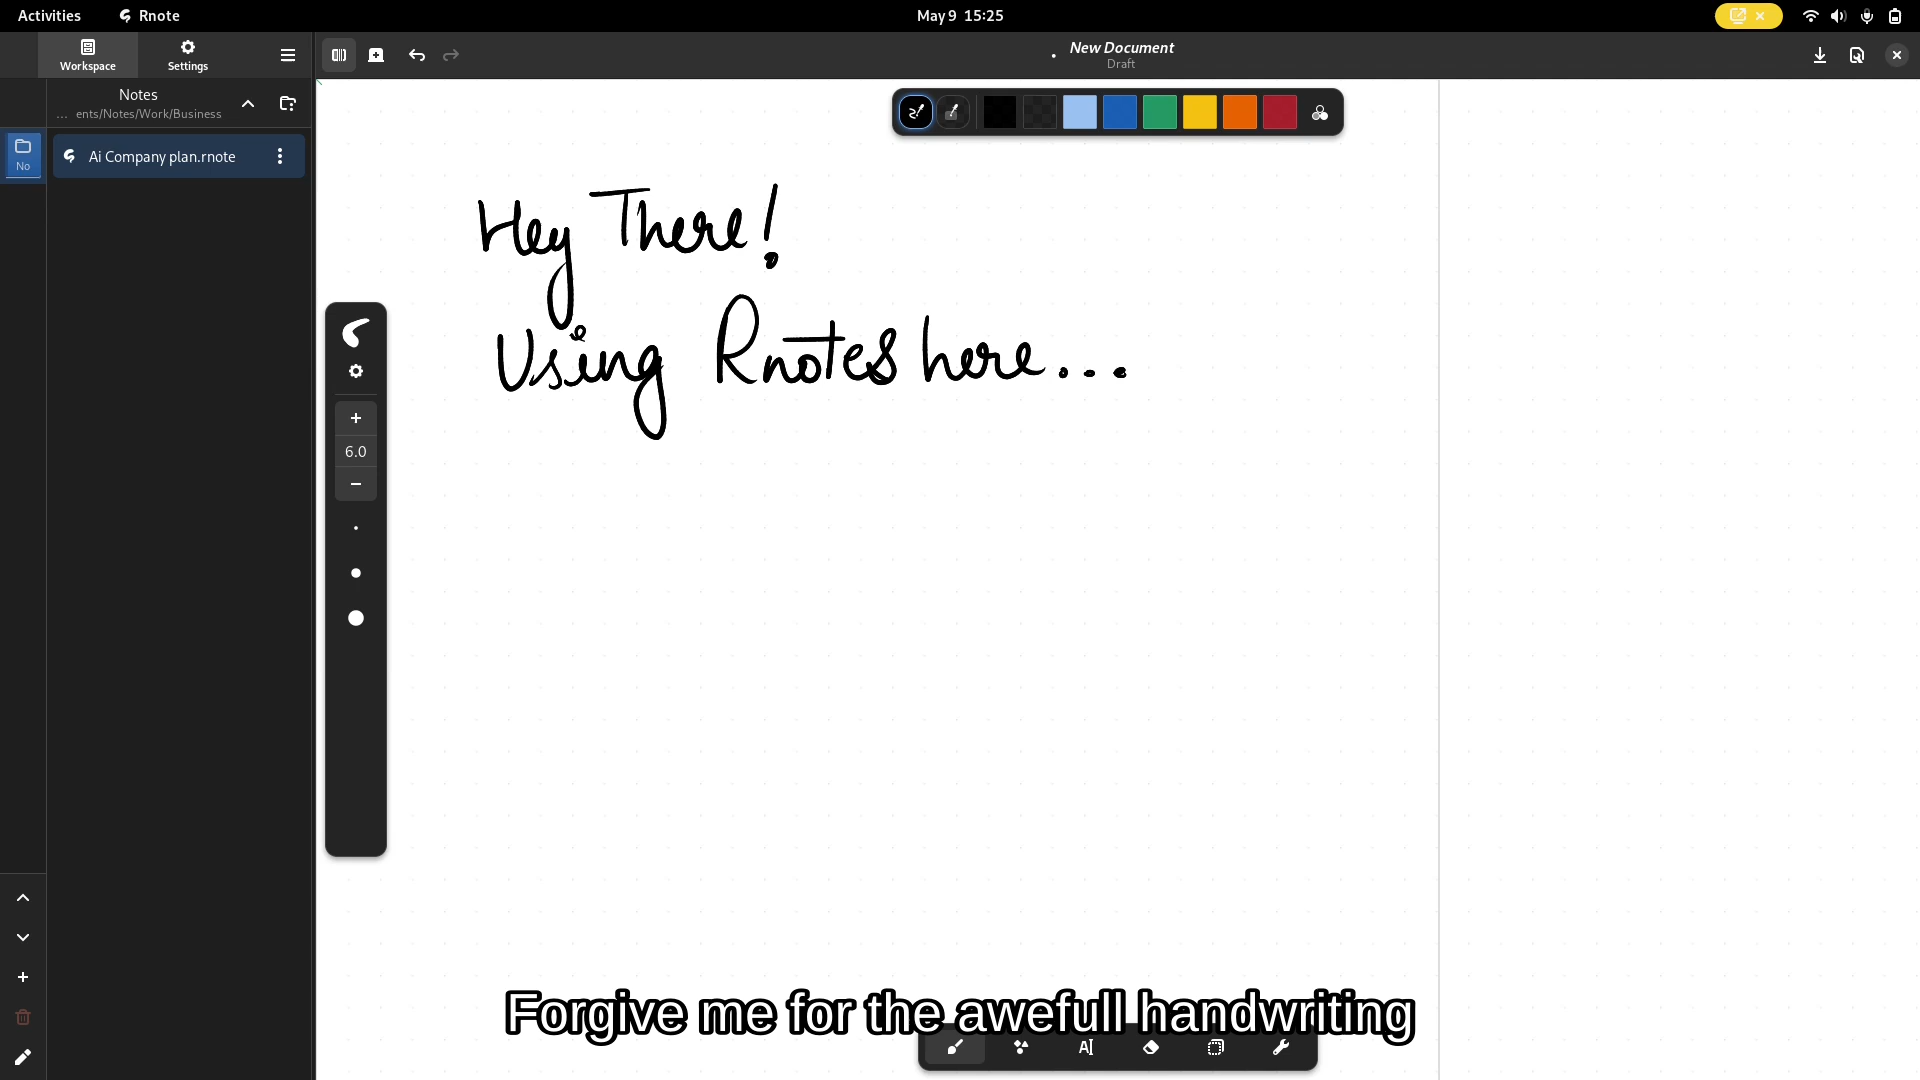 Activities
Rnote
May 9 15:25
Workspace
Settings
New Document
Draft
Notes
... ents/Notes/Work/Business
No
Ai Company plan.rnote
Hey There!
Using Rnotes here...
+
6.0
−
Forgive me for the awefull handwriting